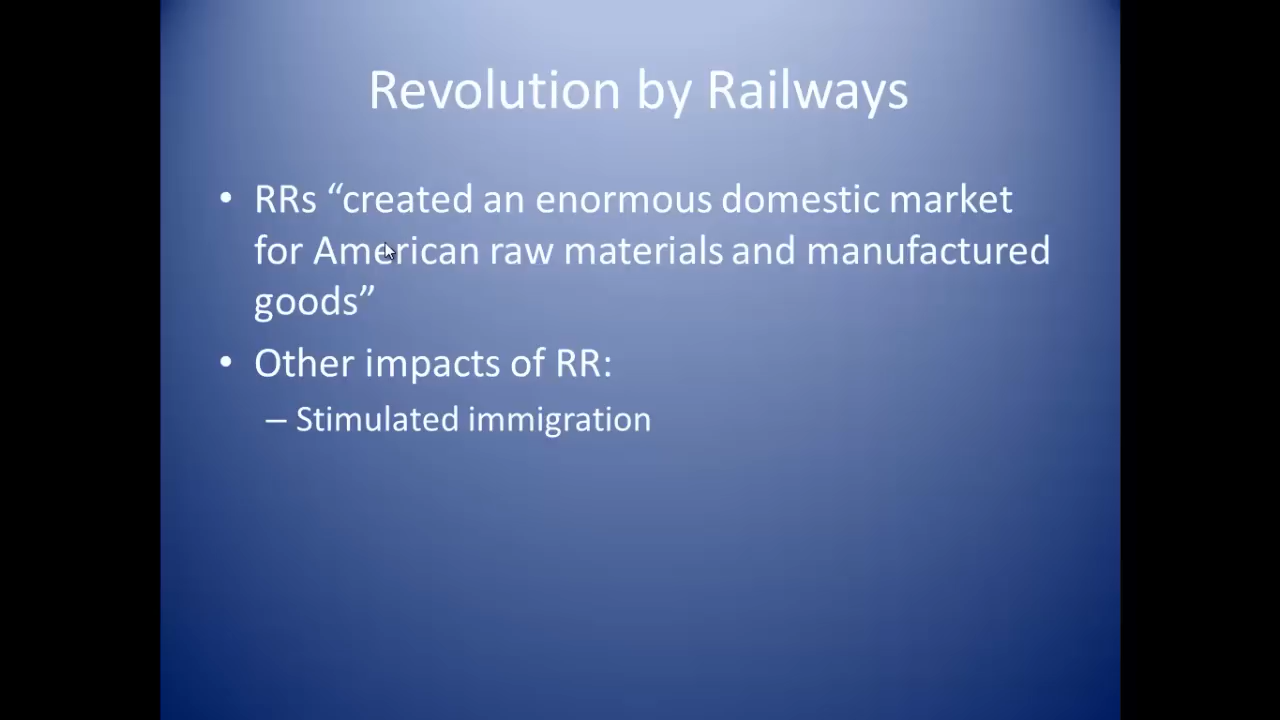 Revolution by Railways
• RRs “created an enormous domestic market
for American raw materials and manufactured
goods”
• Other impacts of RR:
– Stimulated immigration